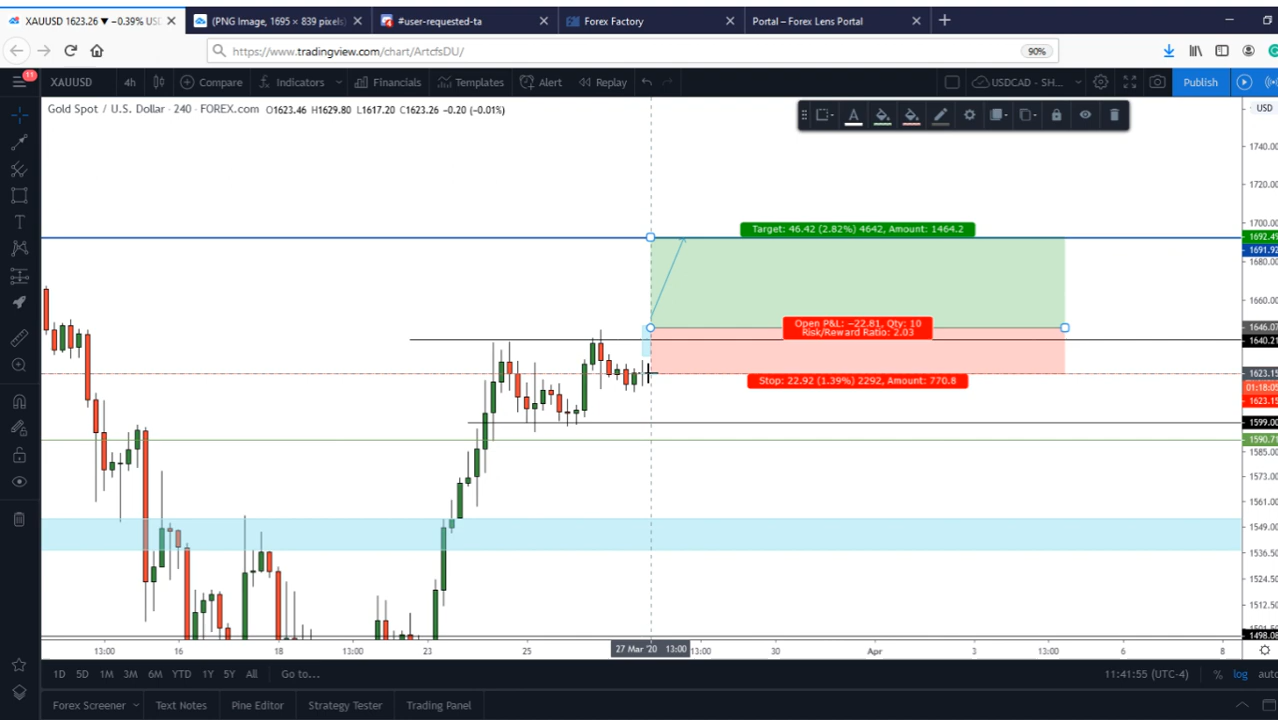 XAUUSD 1623.26 ▼ −0.39% USD
(PNG Image, 1695 × 839 pixels)
#user-requested-ta
Forex Factory
Portal – Forex Lens Portal
https://www.tradingview.com/chart/ArtcfsDU/
90%
11
XAUUSD
4h
Compare
Indicators
Financials
Templates
Alert
Replay
USDCAD - SH...
Publish
Gold Spot / U.S. Dollar · 240 · FOREX.com O1623.46 H1629.80 L1617.20 C1623.26 −0.20 (−0.01%)
USD
1740.00
1720.00
1700.00
Target: 46.42 (2.82%) 4642, Amount: 1464.2
1692.49
1691.92
1680.00
1660.00
Open P&L: −22.81, Qty: 10
Risk/Reward Ratio: 2.03
1646.07
1640.21
Stop: 22.92 (1.39%) 2292, Amount: 770.8
1623.15
01:18:05
1623.15
1599.00
1590.71
1585.00
1573.00
1561.00
1549.00
1536.50
1524.50
1512.50
1498.08
13:00
16
18
13:00
23
25
27 Mar '20 13:00
13:00
30
Apr
3
13:00
6
8
1D 5D 1M 3M 6M YTD 1Y 5Y All Go to...
11:41:55 (UTC-4)
%
log
auto
Forex Screener
Text Notes
Pine Editor
Strategy Tester
Trading Panel